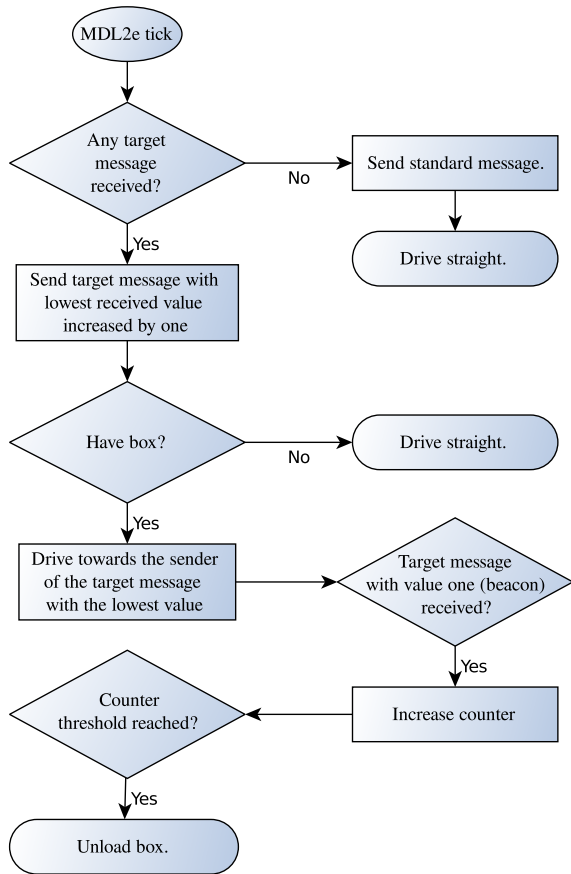 MDL2e tick
Any target
message
received?
No
Send standard message.
Yes
Drive straight.
Send target message with
lowest received value
increased by one
Have box?
No
Drive straight.
Yes
Drive towards the sender
of the target message
with the lowest value
Target message
with value one (beacon)
received?
Yes
Increase counter
Counter
threshold reached?
Yes
Unload box.